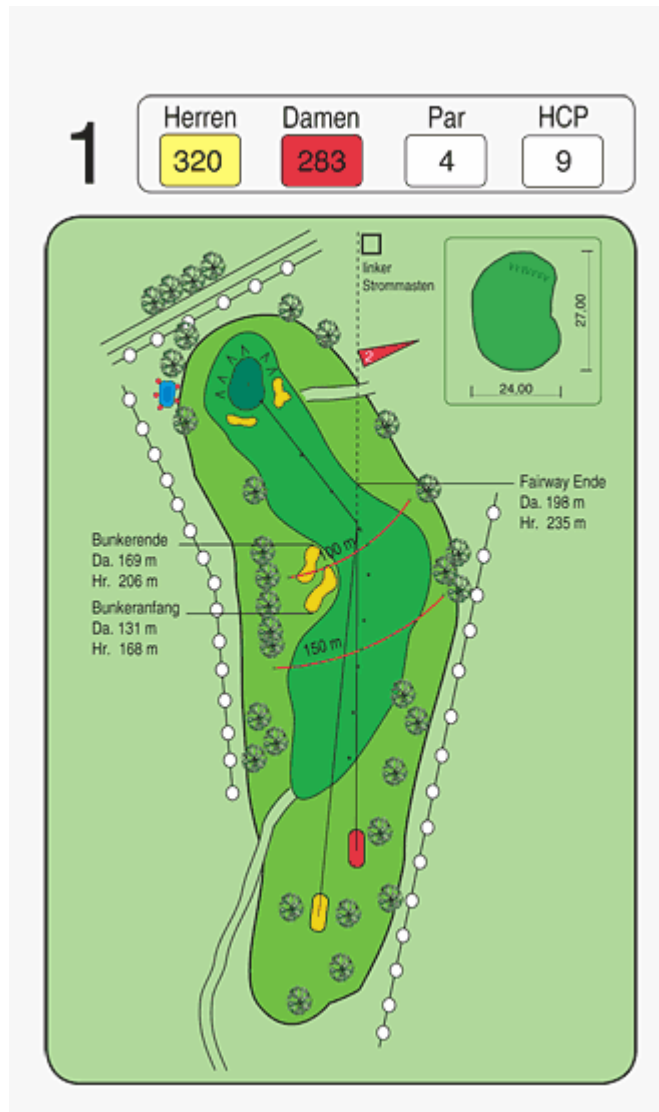 1
Herren Damen Par HCP
320 283 4 9
linker
Strommasten
27,00
24,00
2
Fairway Ende
Da. 198 m
Hr. 235 m
Bunkerende
Da. 169 m
Hr. 206 m
100 m
Bunkeranfang
Da. 131 m
Hr. 168 m
150 m